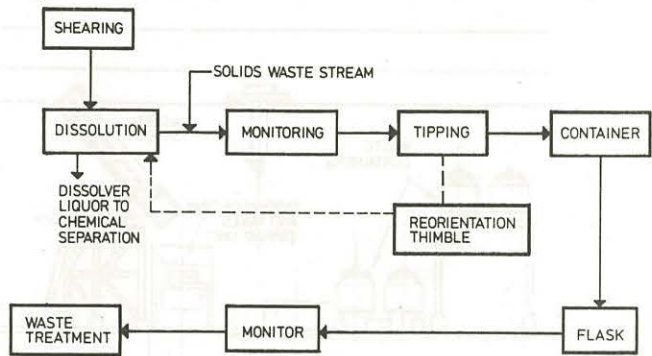 SHEARING
SOLIDS WASTE STREAM
DISSOLUTION
MONITORING
TIPPING
CONTAINER
DISSOLVER
LIQUOR TO
CHEMICAL
SEPARATION
REORIENTATION
THIMBLE
WASTE
TREATMENT
MONITOR
FLASK